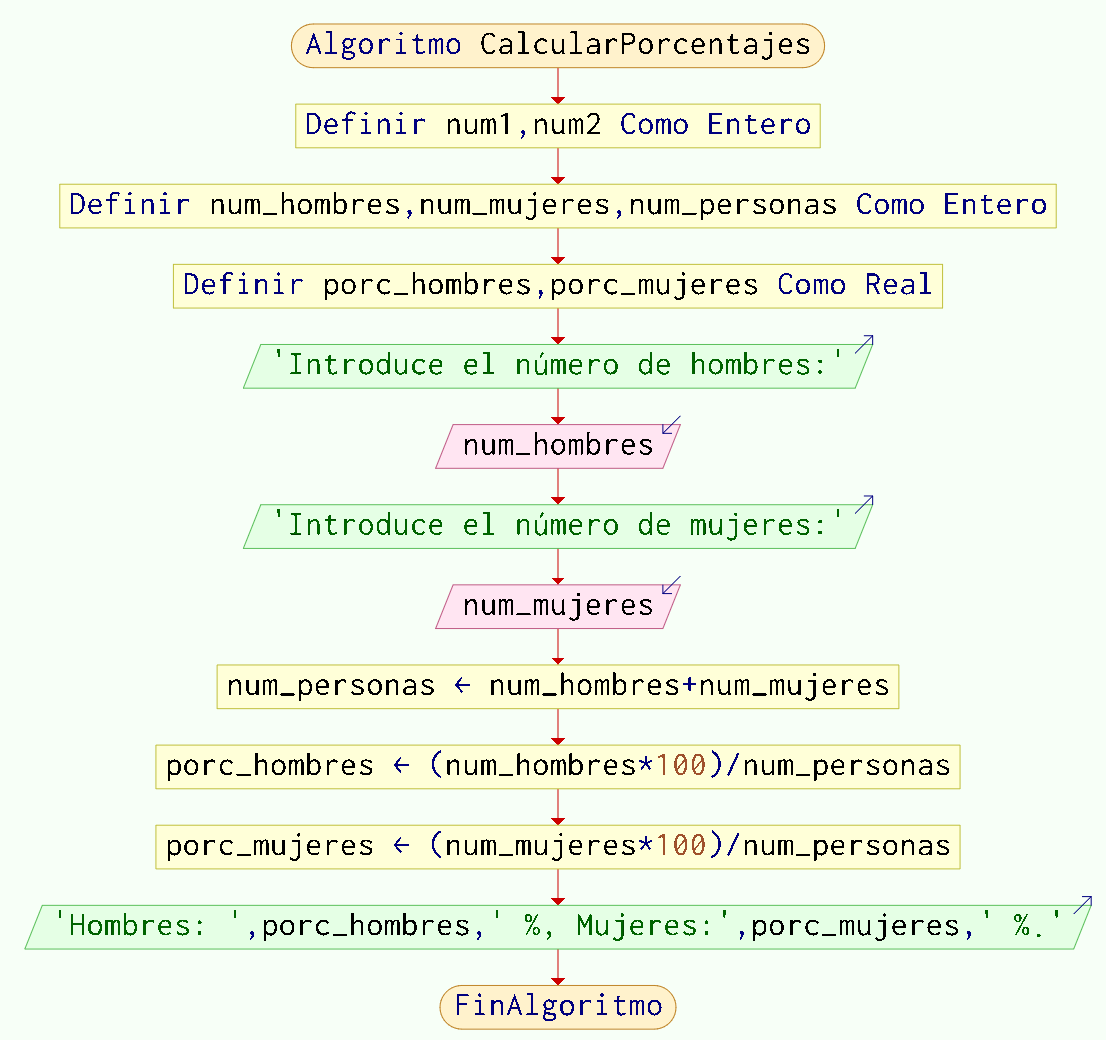 Algoritmo CalcularPorcentajes
Definir num1,num2 Como Entero
Definir num_hombres,num_mujeres,num_personas Como Entero
Definir porc_hombres,porc_mujeres Como Real
'Introduce el número de hombres:'
num_hombres
'Introduce el número de mujeres:'
num_mujeres
num_personas ← num_hombres+num_mujeres
porc_hombres ← (num_hombres*100)/num_personas
porc_mujeres ← (num_mujeres*100)/num_personas
'Hombres: ',porc_hombres,' %, Mujeres:',porc_mujeres,' %.'
FinAlgoritmo